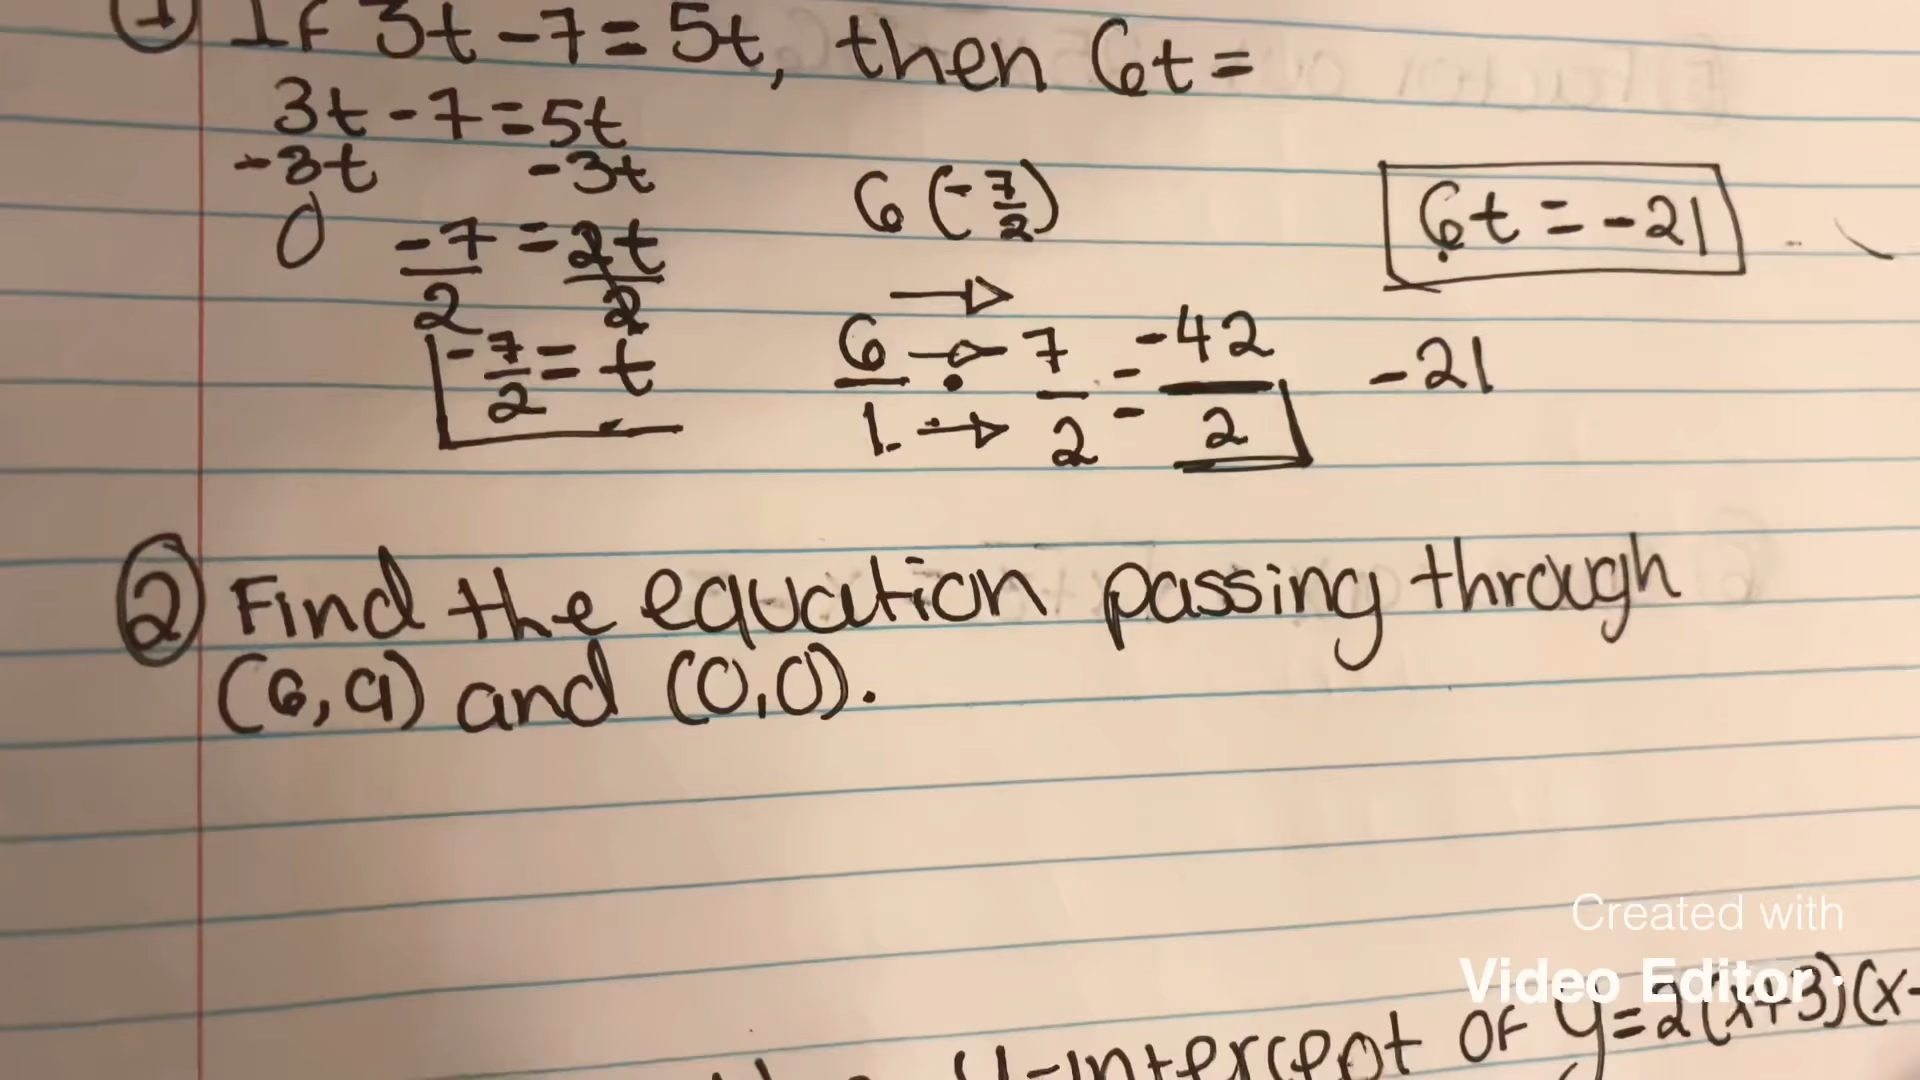 ① If 3t - 7 = 5t, then 6t =
3t - 7 = 5t
-3t -3t
0 -7/2 = 2t/2
-7/2 = t
6(-7/2)
6/1 · 7/2 = -42/2
-21
6t = -21
② Find the equation passing through
(6,9) and (0,0).
Created with
Video Editor
y-intercept of y=2(x+3)(x-